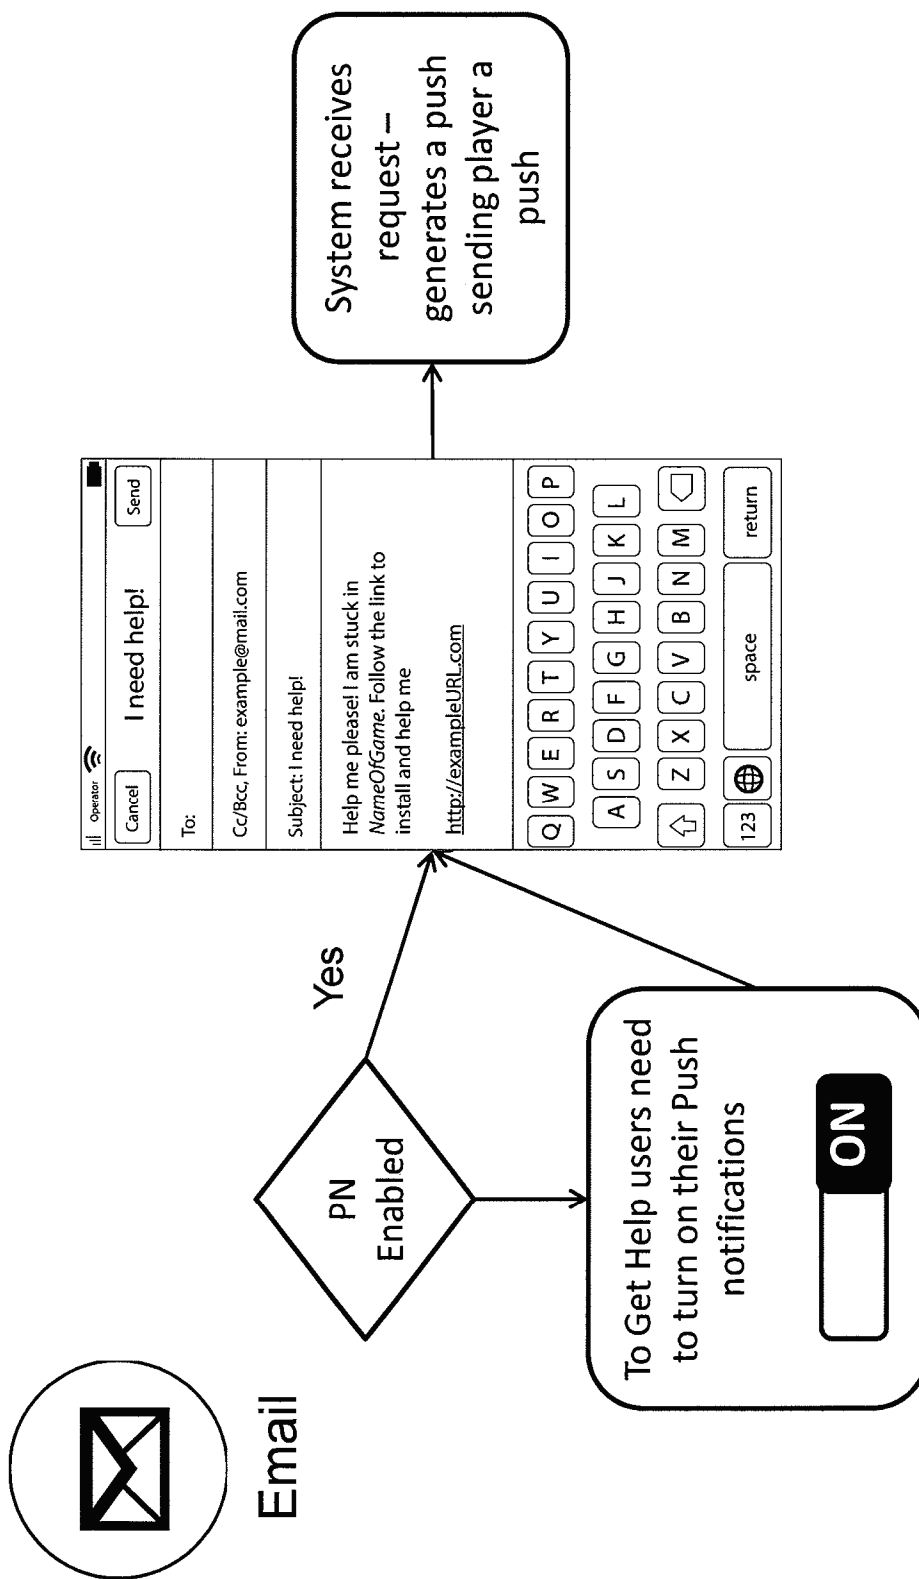 Email
PN
Enabled
Yes
To Get Help users need
to turn on their Push
notifications
ON
Operator
Cancel
I need help!
Send
To:
Cc/Bcc, From: example@mail.com
Subject: I need help!
Help me please! I am stuck in
NameOfGame. Follow the link to
install and help me
http://exampleURL.com
Q W E R T Y U I O P
A S D F G H J K L
Z X C V B N M
123 space return
System receives
request –
generates a push
sending player a
push